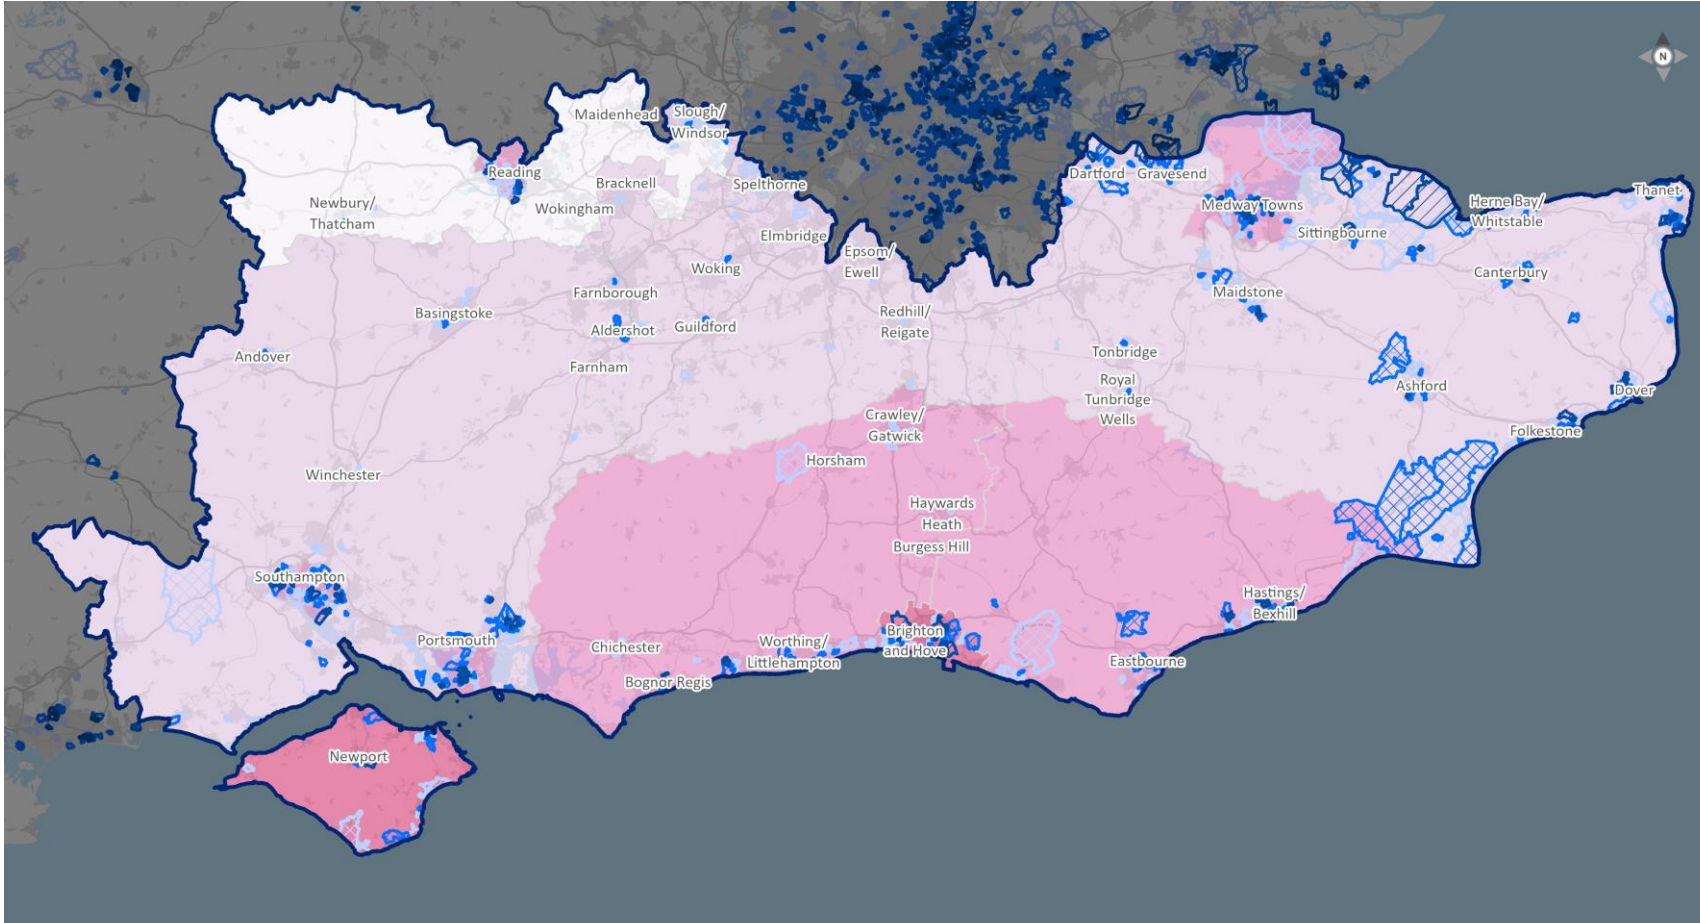 N
Maidenhead
Slough/
Windsor
Reading
Bracknell
Spelthorne
Dartford
Gravesend
Newbury/
Thatcham
Wokingham
Medway Towns
Herne Bay/
Whitstable
Thanet
Elmbridge
Sittingbourne
Epsom/
Ewell
Woking
Canterbury
Farnborough
Maidstone
Basingstoke
Aldershot
Guildford
Redhill/
Reigate
Andover
Farnham
Tonbridge
Royal
Tunbridge
Wells
Ashford
Dover
Crawley/
Gatwick
Folkestone
Horsham
Winchester
Haywards
Heath
Burgess Hill
Southampton
Hastings/
Bexhill
Portsmouth
Chichester
Worthing/
Littlehampton
Brighton
and Hove
Eastbourne
Bognor Regis
Newport